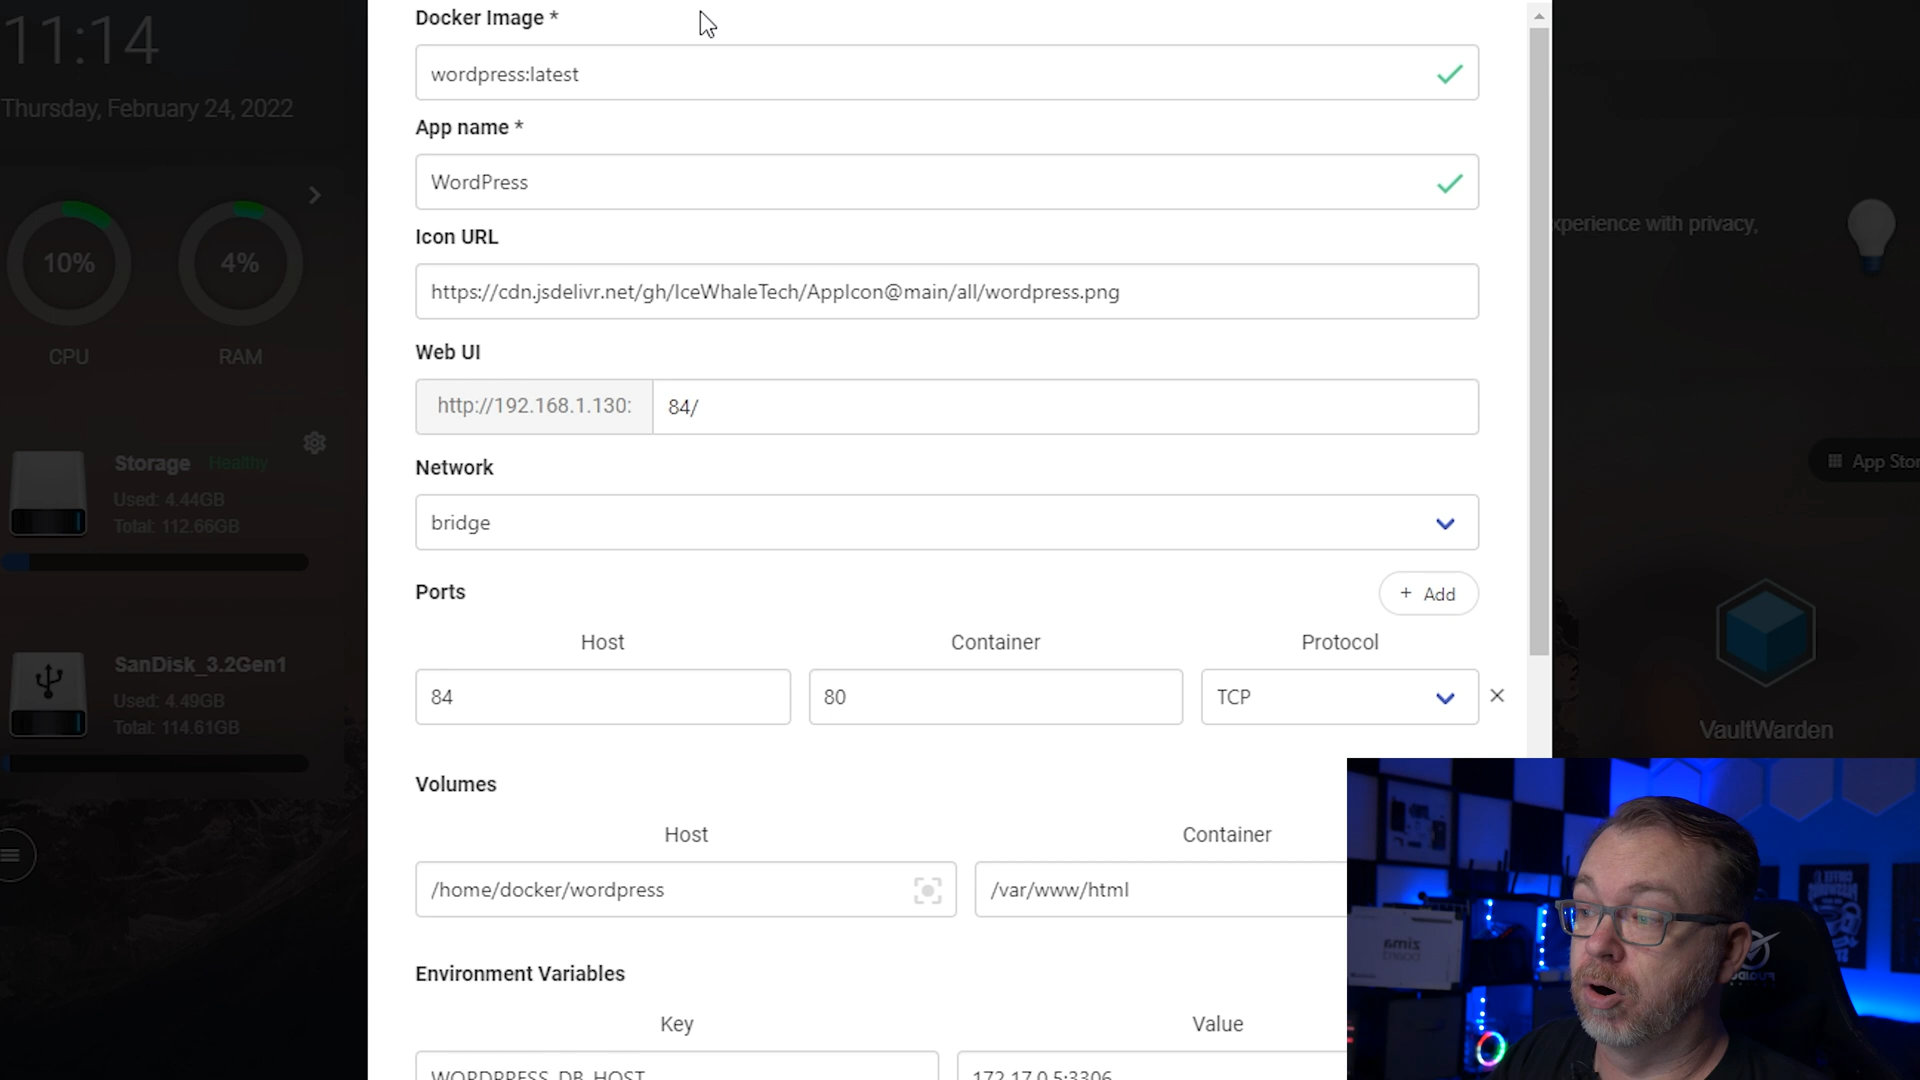 11:14
Thursday, February 24, 2022
10%
4%
CPU
RAM
Storage Healthy
Used: 4.44GB
Total: 112.66GB
SanDisk_3.2Gen1
Used: 4.49GB
Total: 114.61GB
Docker Image *
wordpress:latest
App name *
WordPress
Icon URL
https://cdn.jsdelivr.net/gh/IceWhaleTech/AppIcon@main/all/wordpress.png
Web UI
http://192.168.1.130: 84/
Network
bridge
Ports
+ Add
Host Container Protocol
84 80 TCP
Volumes
Host Container
/home/docker/wordpress /var/www/html
Environment Variables
Key Value
WORDPRESS_DB_HOST 172.17.0.5:3306
xperience with privacy,
App Stor
VaultWarden
zima
board